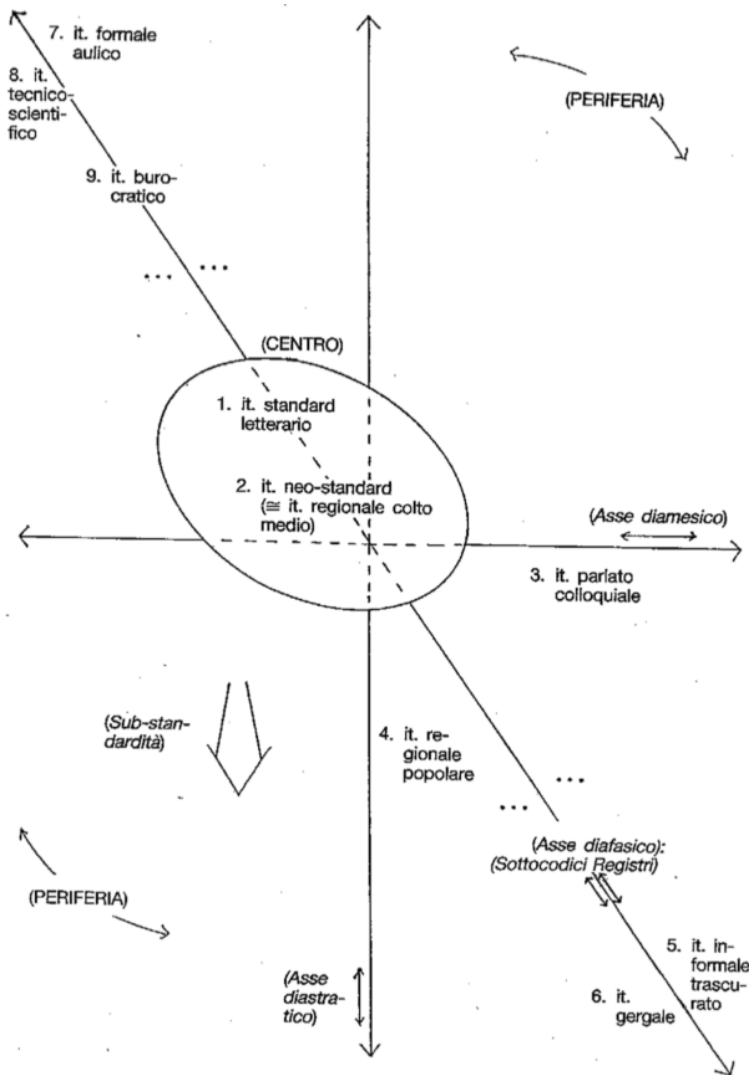 7. it. formale
aulico
8. it.
tecnico-
scienti-
fico
(PERIFERIA)
9. it. buro-
cratico
... ...
(CENTRO)
1. it. standard
letterario
2. it. neo-standard
(≅ it. regionale colto
medio)
(Asse diamesico)
3. it. parlato
colloquiale
(Sub-stan-
dardità)
4. it. re-
gionale
popolare
... ...
(Asse diafasico):
(Sottocodici Registri)
(PERIFERIA)
5. it. in-
formale
trascu-
rato
6. it.
gergale
(Asse
diastra-
tico)